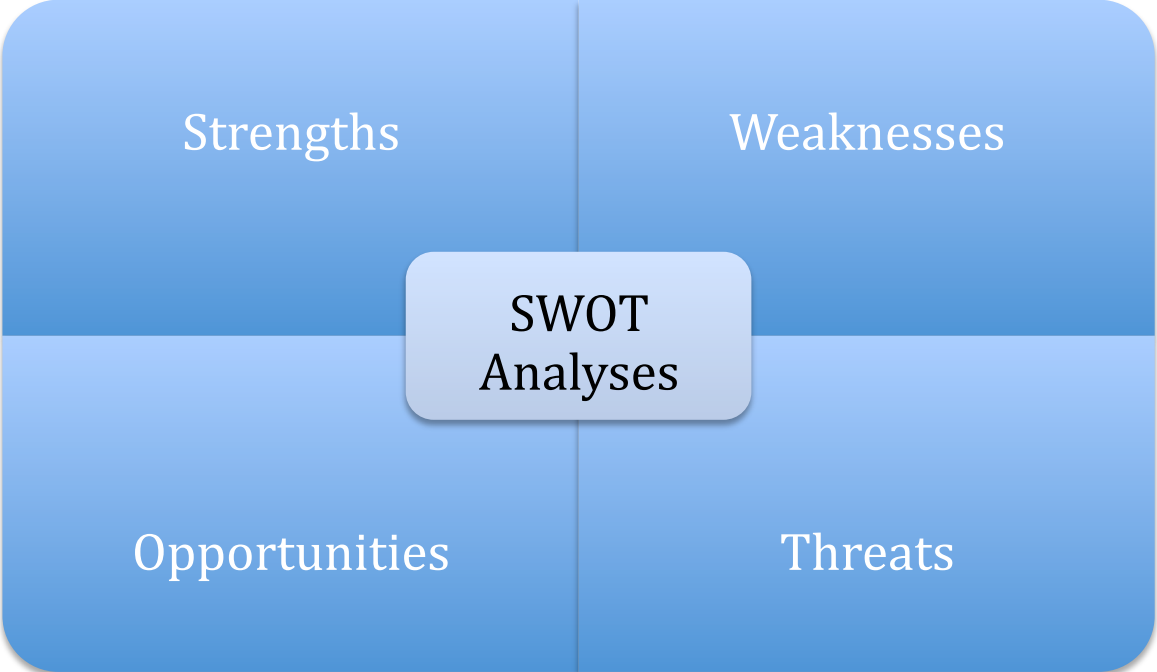 Strengths
Weaknesses
SWOT
Analyses
Opportunities
Threats